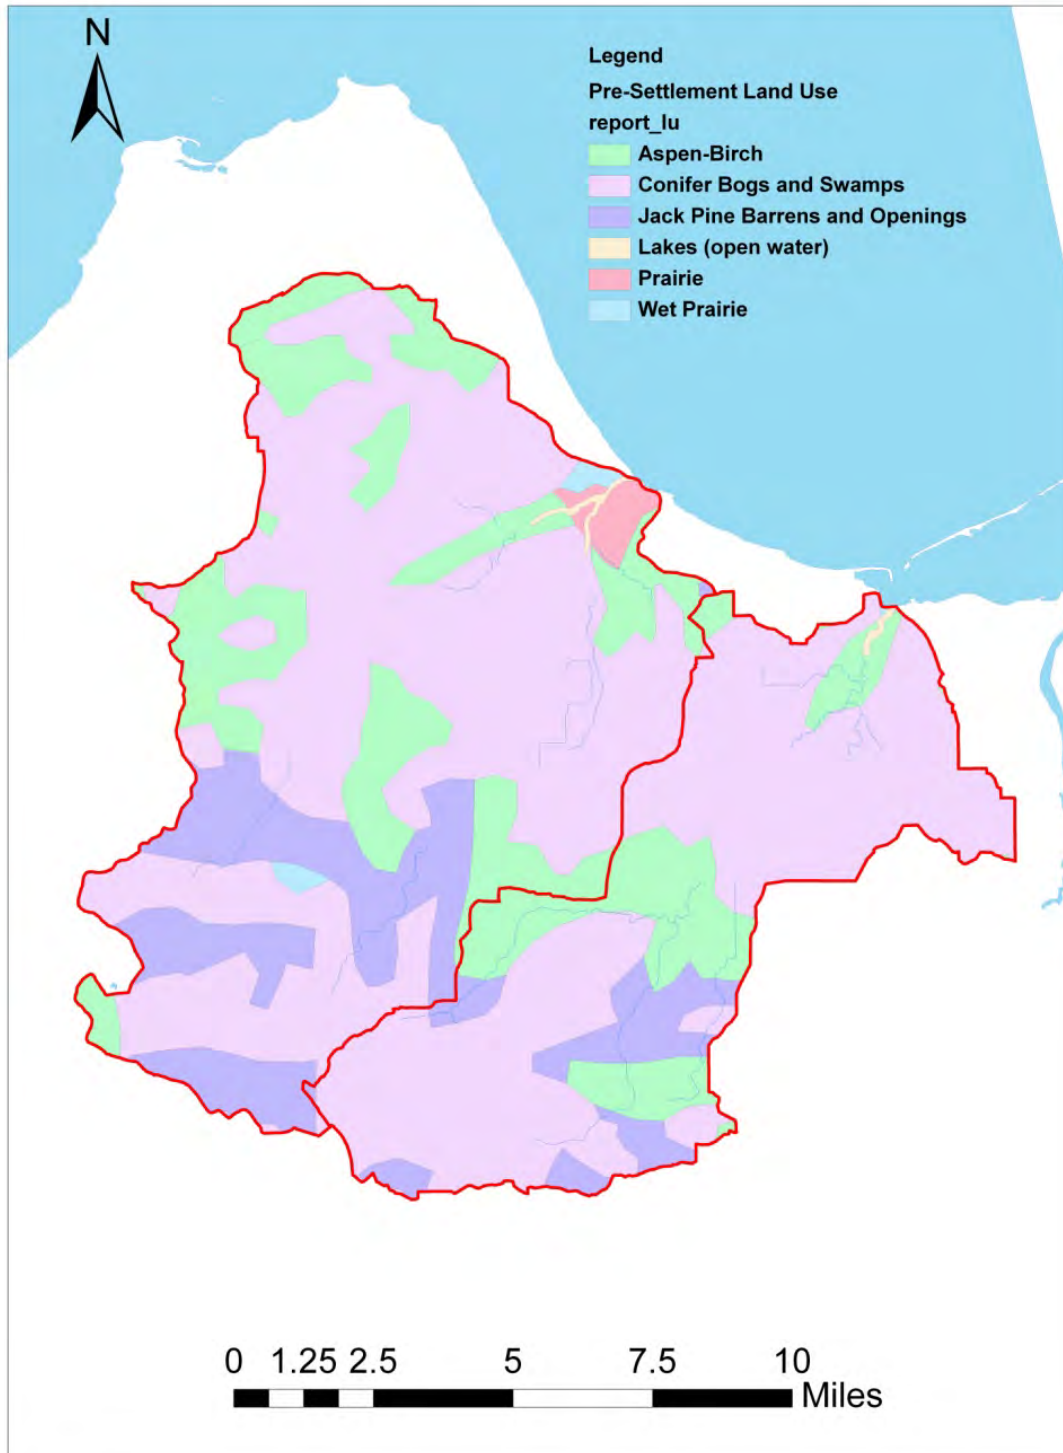 N
Legend
Pre-Settlement Land Use
report_lu
Aspen-Birch
Conifer Bogs and Swamps
Jack Pine Barrens and Openings
Lakes (open water)
Prairie
Wet Prairie
0 1.25 2.5 5 7.5 10
Miles